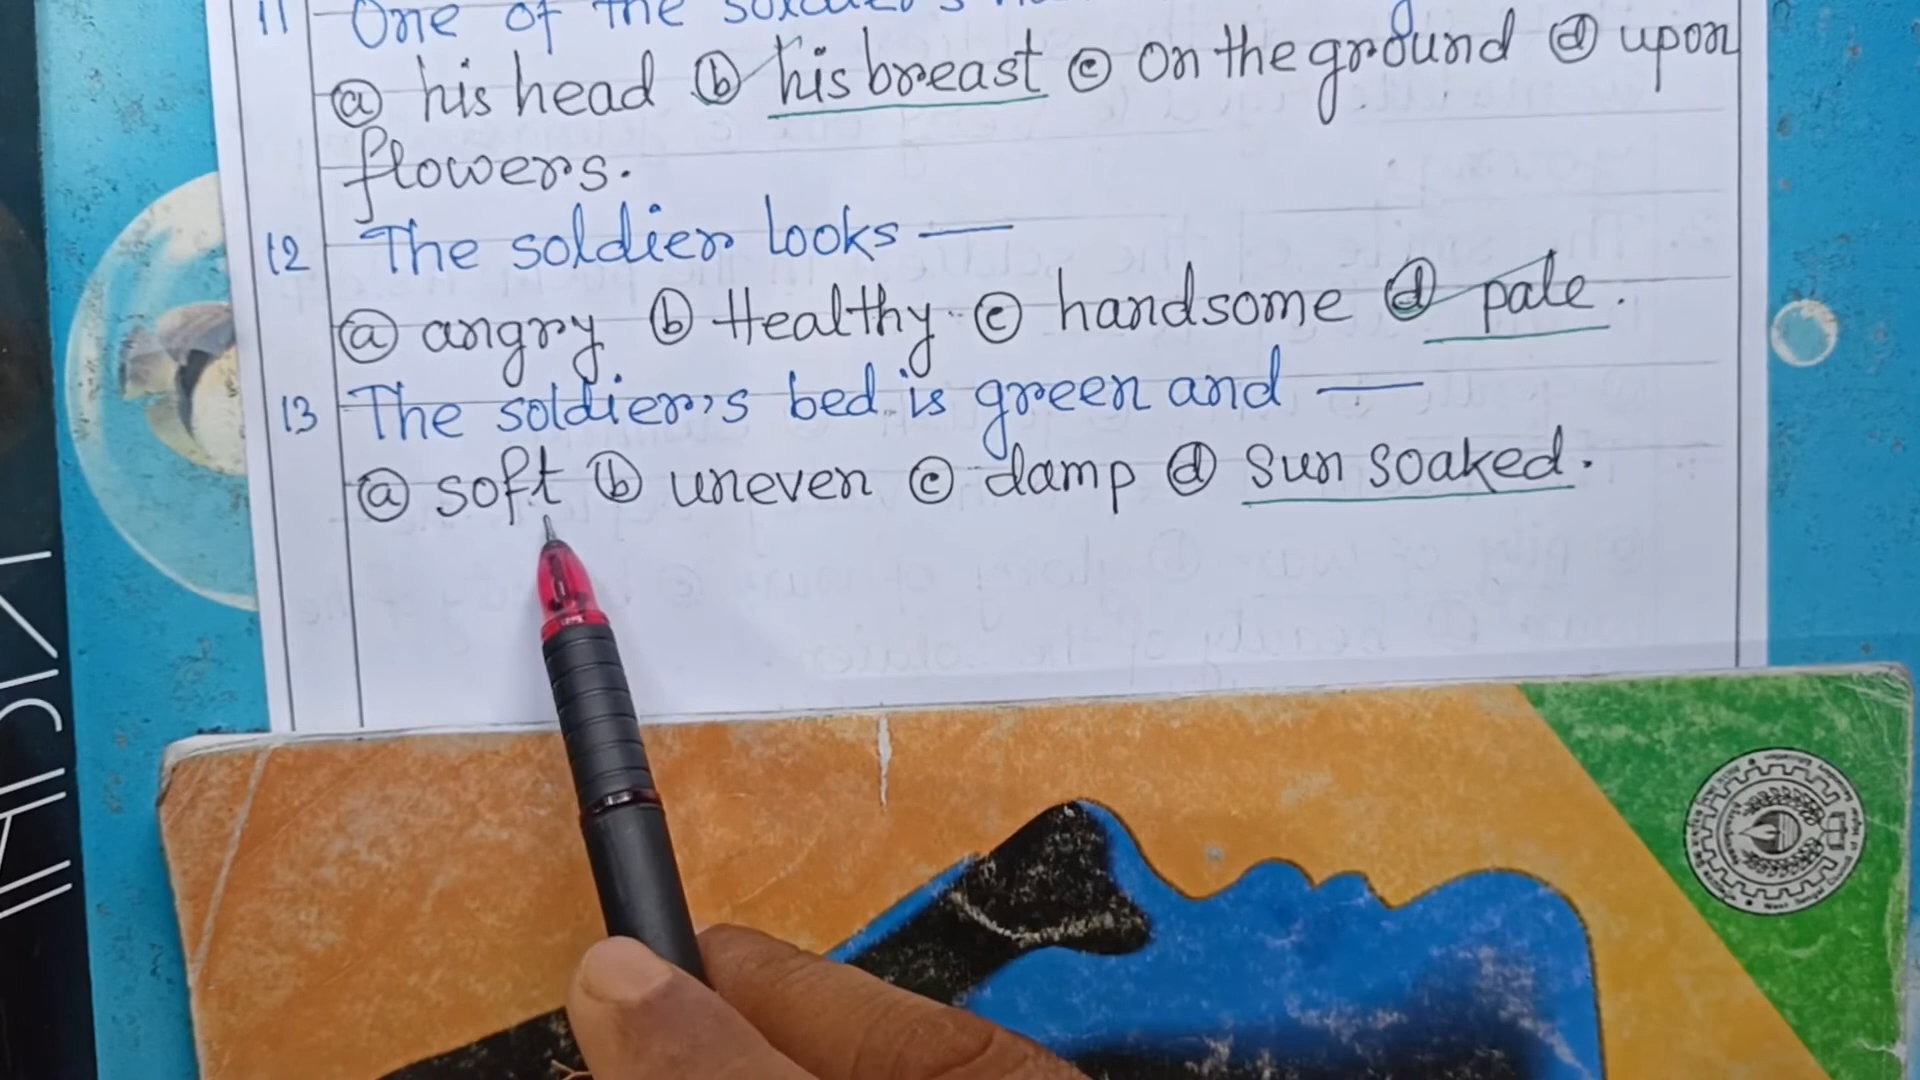 11 One of the soldier's
ⓐ his head ⓑ his breast ⓒ on the ground ⓓ upon
flowers.
12 The soldier looks —
ⓐ angry ⓑ Healthy ⓒ handsome ⓓ pale.
13 The soldier's bed is green and —
ⓐ soft ⓑ uneven ⓒ damp ⓓ sun soaked.